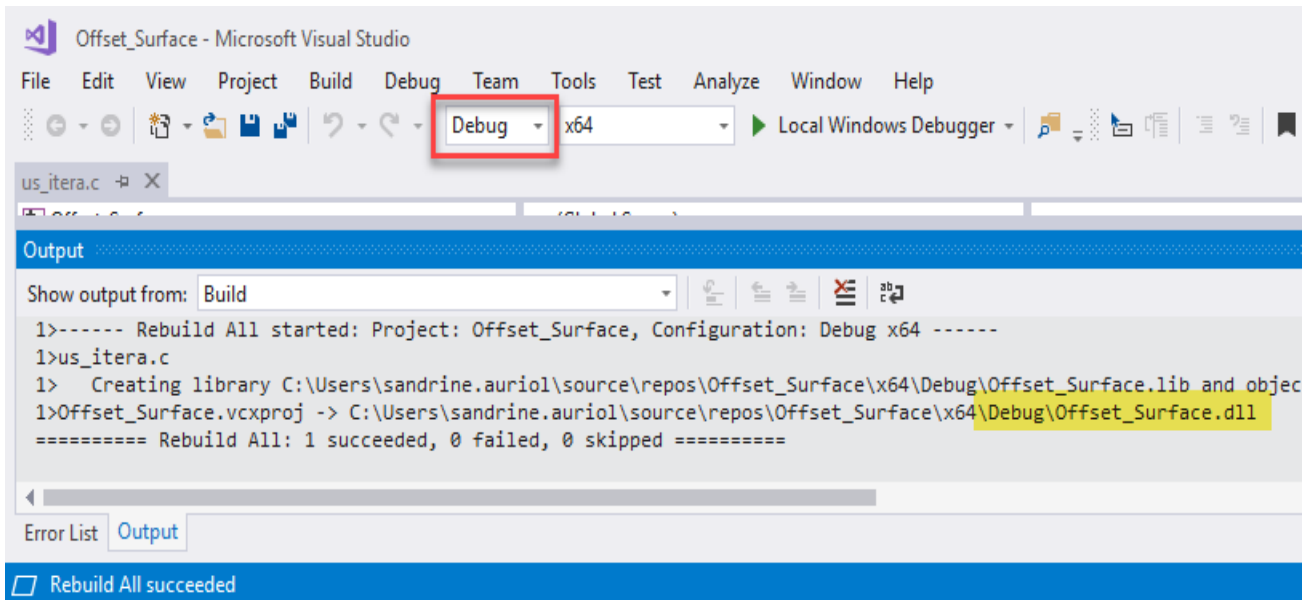 Offset_Surface - Microsoft Visual Studio
File Edit View Project Build Debug Team Tools Test Analyze Window Help
Debug x64 Local Windows Debugger
us_itera.c
Output
Show output from: Build
1>------ Rebuild All started: Project: Offset_Surface, Configuration: Debug x64 ------
1>us_itera.c
1>   Creating library C:\Users\sandrine.auriol\source\repos\Offset_Surface\x64\Debug\Offset_Surface.lib and objec
1>Offset_Surface.vcxproj -> C:\Users\sandrine.auriol\source\repos\Offset_Surface\x64\Debug\Offset_Surface.dll
========== Rebuild All: 1 succeeded, 0 failed, 0 skipped ==========
Error List Output
Rebuild All succeeded